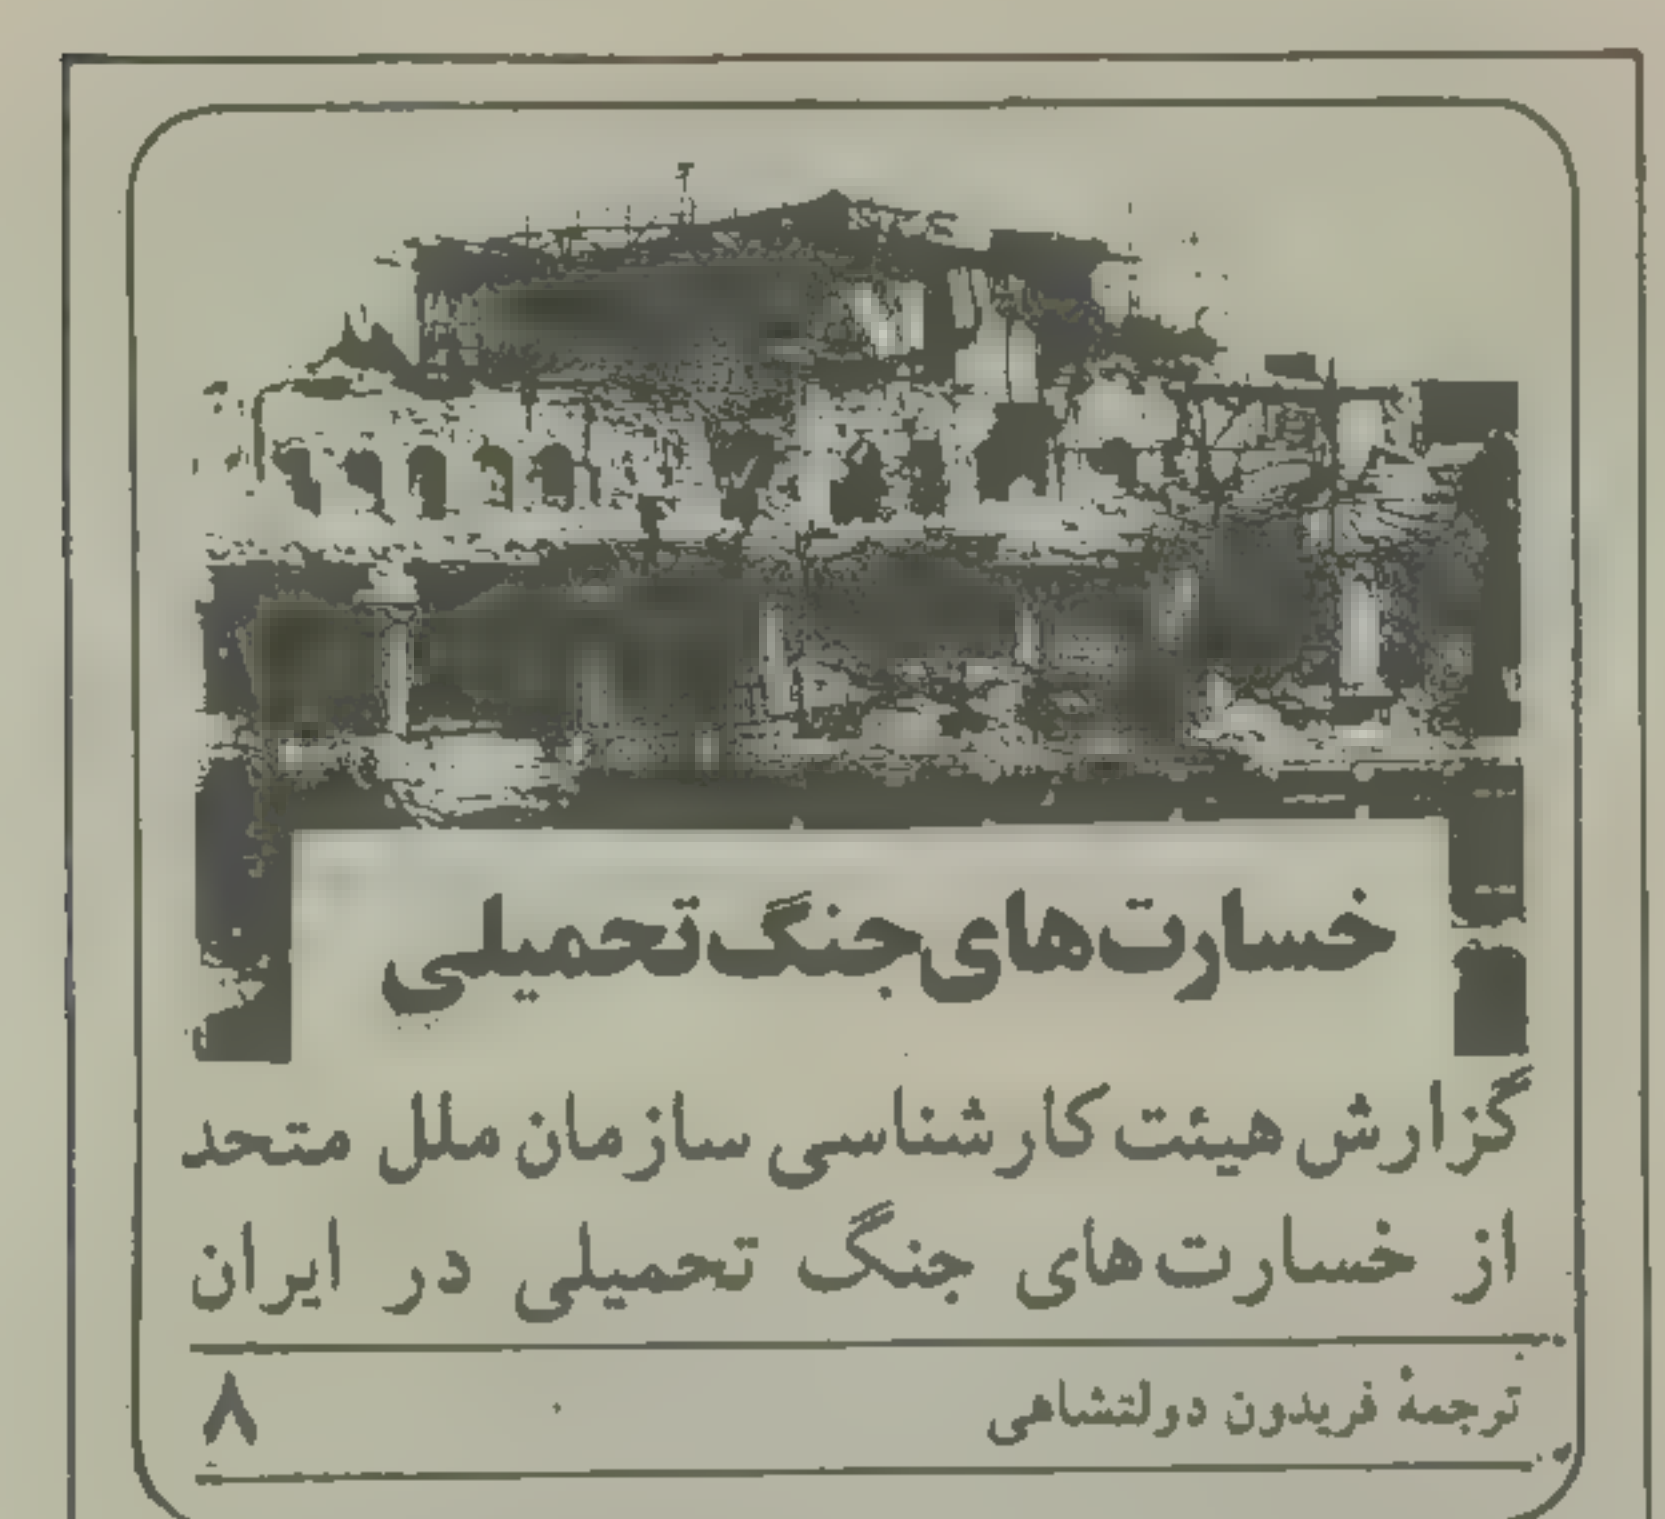 خسارت‌های جنگ تحمیلی
گزارش هیئت کارشناسی سازمان ملل متحد
از خسارت‌های جنگ تحمیلی در ایران
ترجمهٔ فریدون دولتشاهی
۸